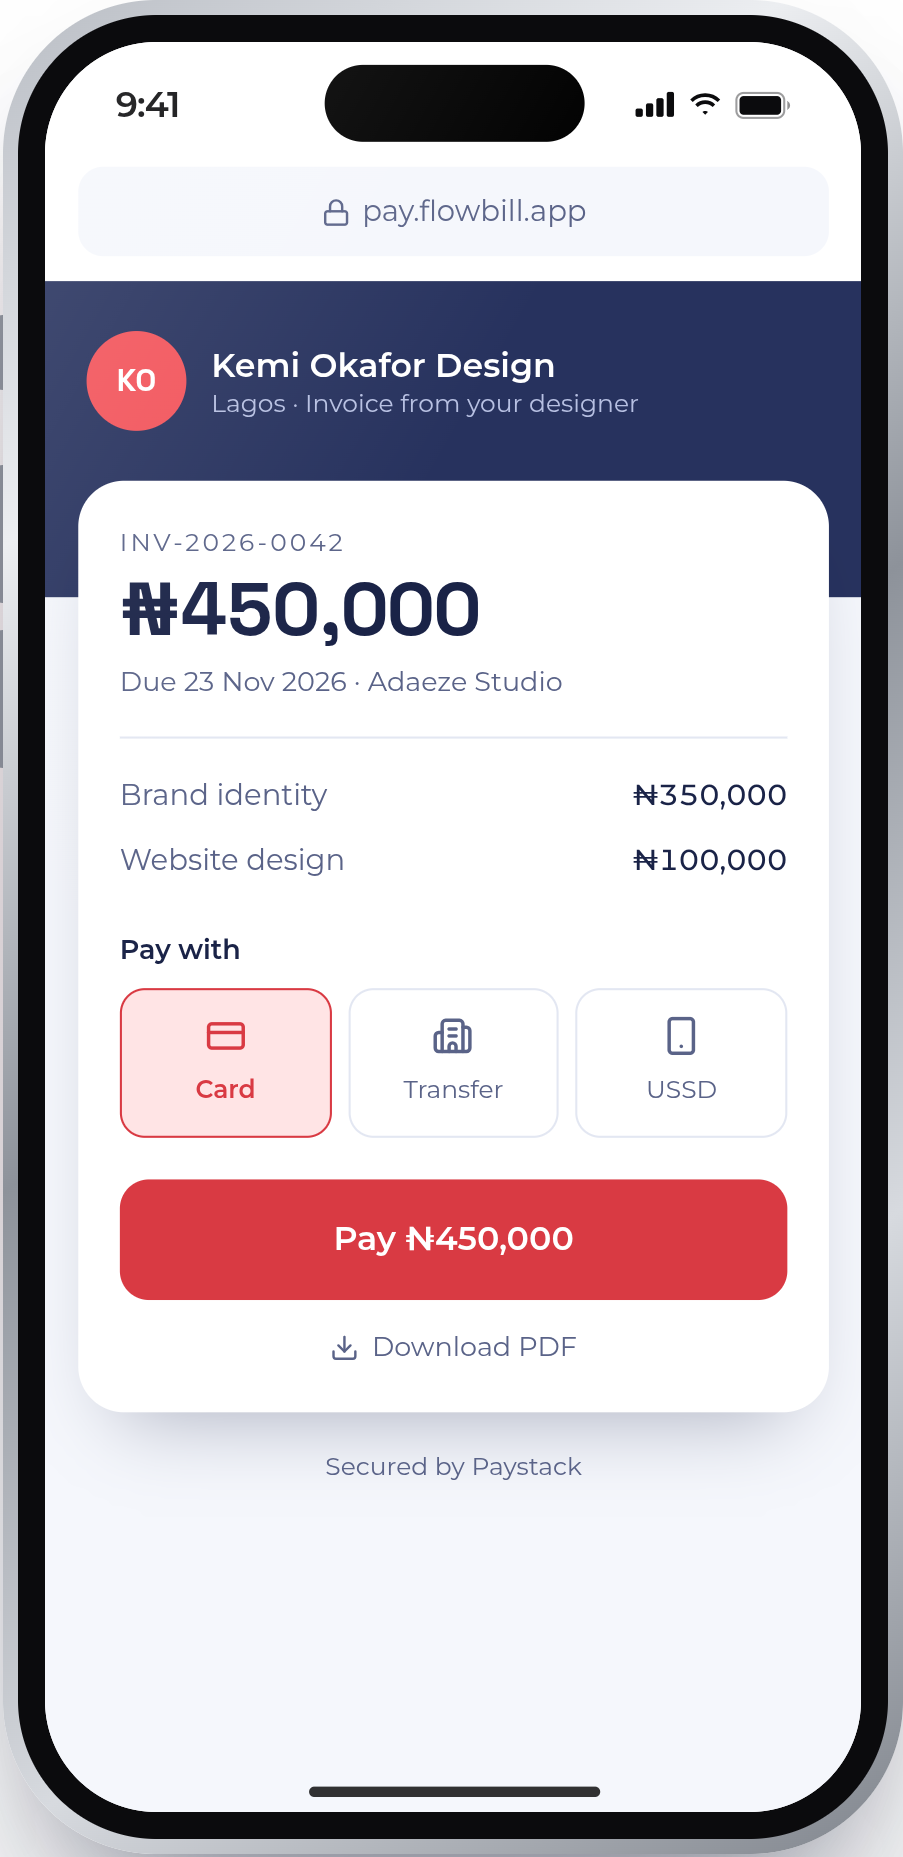 9:41
pay.flowbill.app
KO
Kemi Okafor Design
Lagos · Invoice from your designer
INV-2026-0042
₦450,000
Due 23 Nov 2026 · Adaeze Studio
Brand identity ₦350,000
Website design ₦100,000
Pay with
Card Transfer USSD
Pay ₦450,000
Download PDF
Secured by Paystack